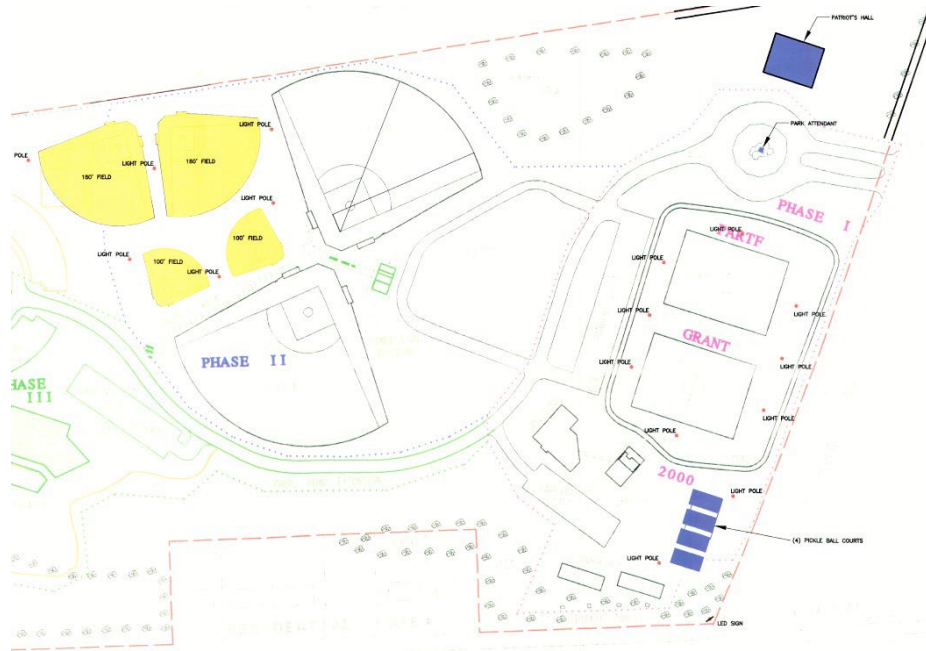 PATRIOT'S HALL
PARK ATTENDANT
LIGHT POLE
POLE
LIGHT POLE
180' FIELD
180' FIELD
LIGHT POLE
100' FIELD
100' FIELD
LIGHT POLE
LIGHT POLE
PHASE I
LIGHT POLE
PARTF
LIGHT POLE
LIGHT POLE
LIGHT POLE
GRANT
LIGHT POLE
LIGHT POLE
LIGHT POLE
LIGHT POLE
PHASE II
HASE
III
2000
LIGHT POLE
(4) PICKLE BALL COURTS
LIGHT POLE
LED SIGN